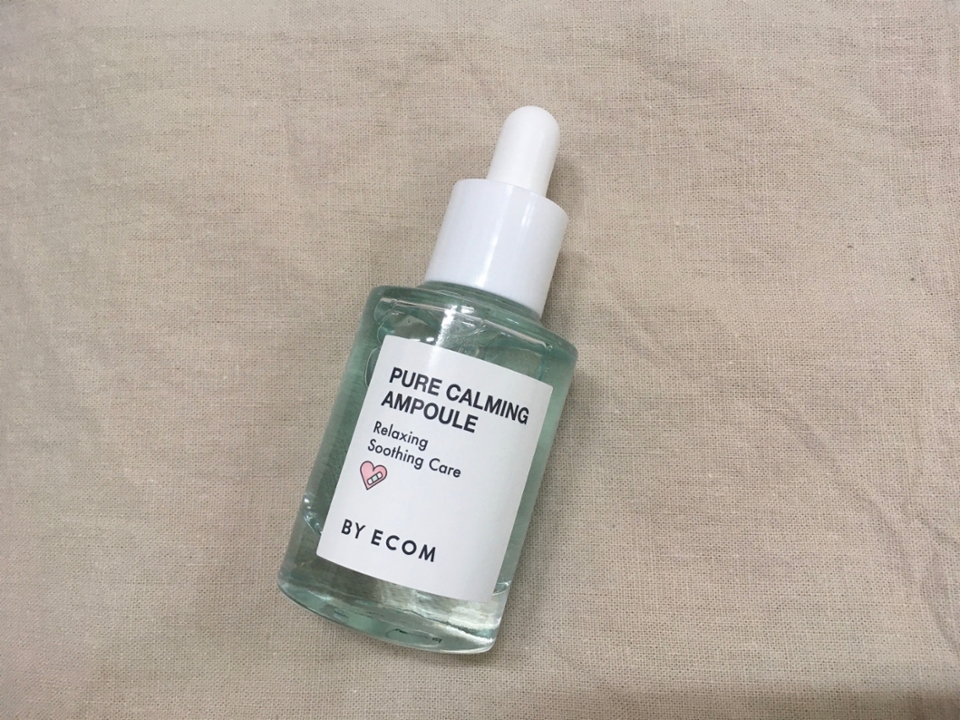 PURE CALMING
AMPOULE
Relaxing
Soothing Care
BY ECOM